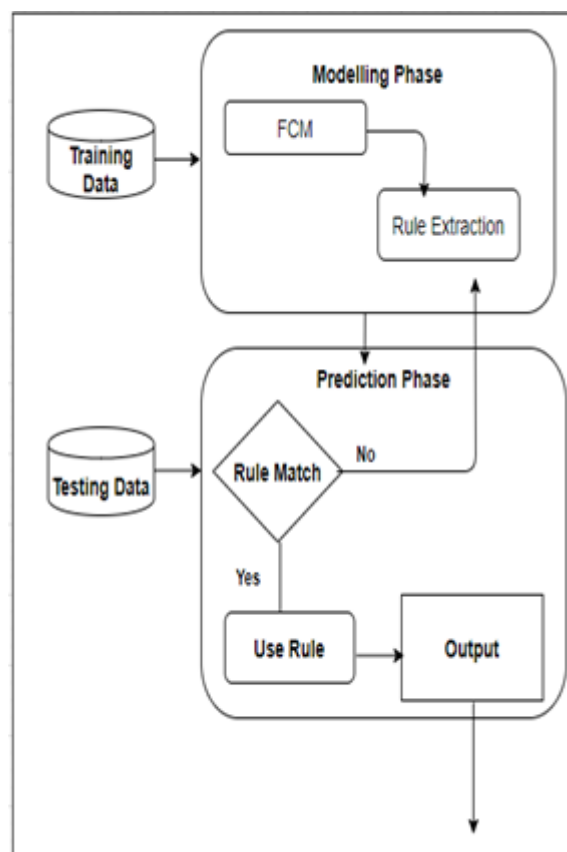 Modelling Phase
FCM
Training
Data
Rule Extraction
Prediction Phase
Rule Match
No
Testing Data
Yes
Use Rule
Output